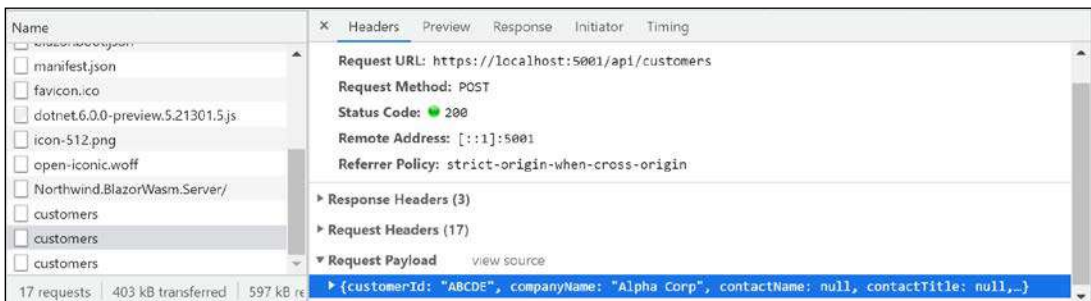 Name
manifest.json
favicon.ico
dotnet.6.0.0-preview.5.21301.5.js
icon-512.png
open-iconic.woff
Northwind.BlazorWasm.Server/
customers
customers
customers
17 requests 403 kB transferred 597 kB re
× Headers Preview Response Initiator Timing
Request URL: https://localhost:5001/api/customers
Request Method: POST
Status Code: 200
Remote Address: [::1]:5001
Referrer Policy: strict-origin-when-cross-origin
Response Headers (3)
Request Headers (17)
Request Payload view source
{customerId: "ABCDE", companyName: "Alpha Corp", contactName: null, contactTitle: null,…}